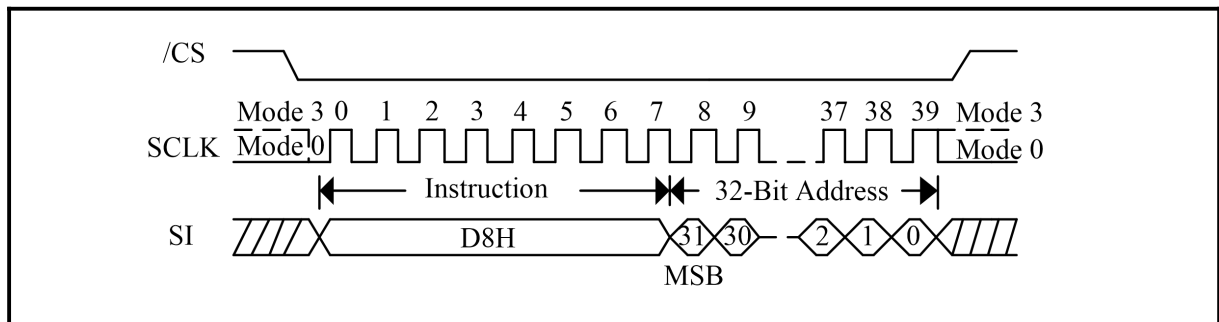 /CS
Mode 3 0 1 2 3 4 5 6 7 8 9 37 38 39 Mode 3
SCLK Mode 0 Mode 0
Instruction 32-Bit Address
SI D8H 31 30 2 1 0
MSB